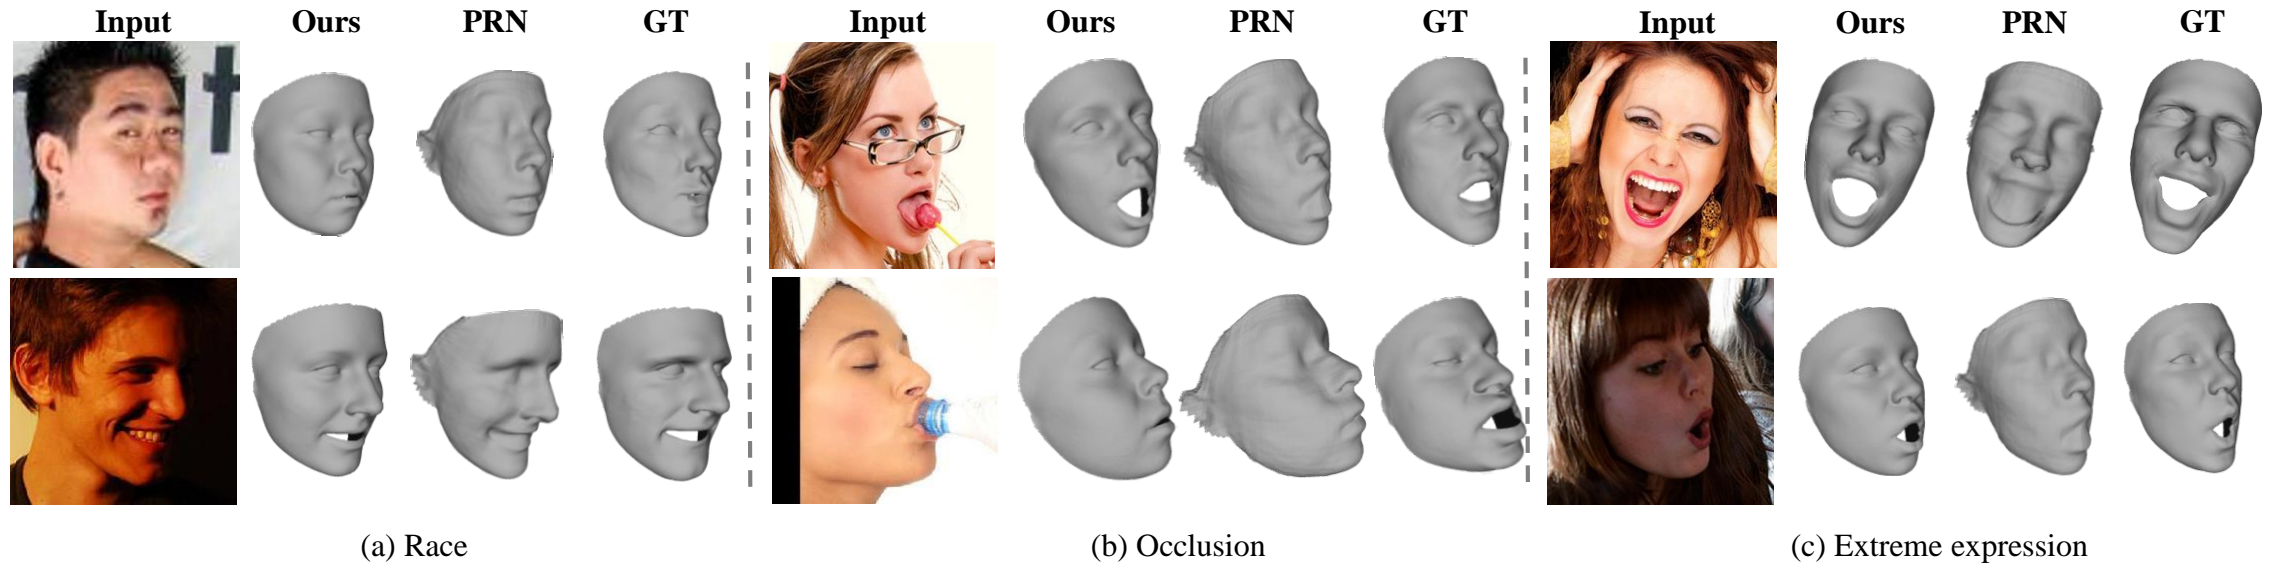 Input Ours PRN GT Input Ours PRN GT Input Ours PRN GT
t
(a) Race (b) Occlusion (c) Extreme expression